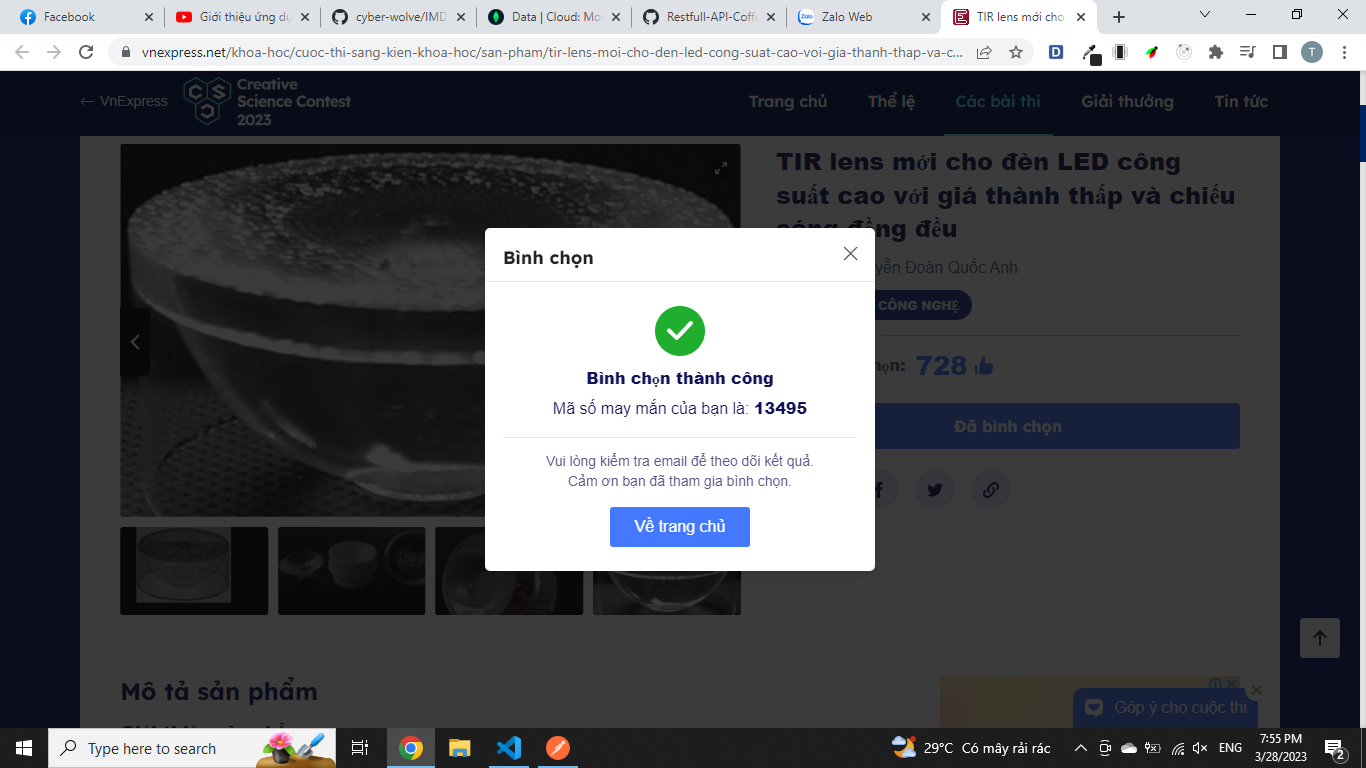 Facebook
Giới thiệu ứng dụ
cyber-wolve/IMD
Data | Cloud: Mo
Restfull-API-Coff
Zalo Web
TIR lens mới cho
vnexpress.net/khoa-hoc/cuoc-thi-sang-kien-khoa-hoc/san-pham/tir-lens-moi-cho-den-led-cong-suat-cao-voi-gia-thanh-thap-va-c...
T
← VnExpress
Creative
Science Contest
2023
Trang chủ
Thể lệ
Các bài thi
Giải thưởng
Tin tức
TIR lens mới cho đèn LED công
suất cao với giá thành thấp và chiếu
sáng đồng đều
yễn Đoàn Quốc Anh
CÔNG NGHỆ
ọn: 728
Đã bình chọn
Bình chọn
Bình chọn thành công
Mã số may mắn của bạn là: 13495
Vui lòng kiểm tra email để theo dõi kết quả.
Cảm ơn bạn đã tham gia bình chọn.
Về trang chủ
Mô tả sản phẩm
Góp ý cho cuộc thi
Type here to search
29°C Có mây rải rác
ENG
7:55 PM
3/28/2023
2